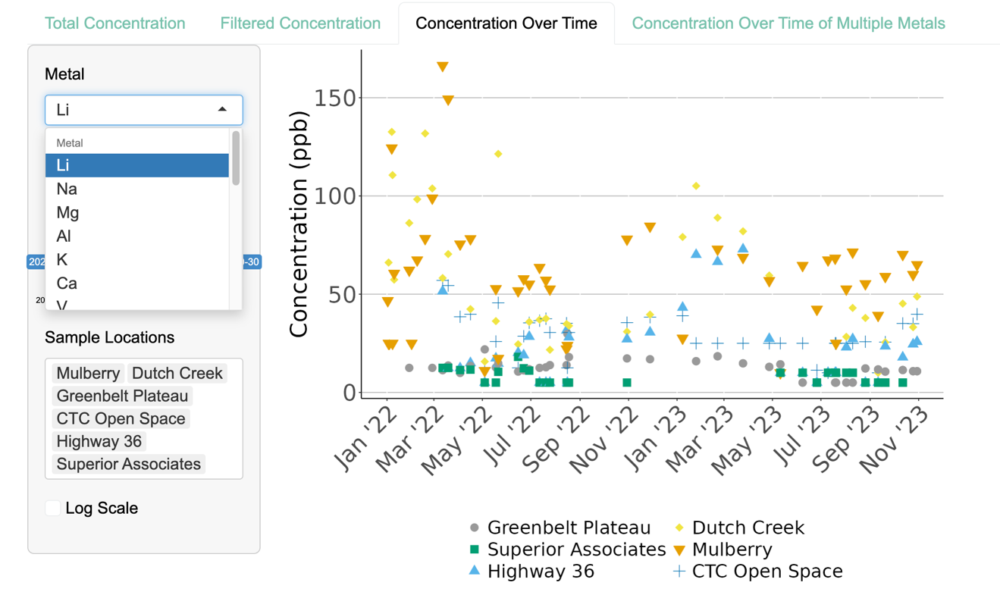 Total Concentration Filtered Concentration Concentration Over Time Concentration Over Time of Multiple Metals
Metal
Li
Metal
Li
Na
Mg
Al
K
Ca
V
202
-30
20
Sample Locations
Mulberry Dutch Creek
Greenbelt Plateau
CTC Open Space
Highway 36
Superior Associates
Log Scale
Concentration (ppb)
150
100
50
0
Jan '22 Mar '22 May '22 Jul '22 Sep '22 Nov '22 Jan '23 Mar '23 May '23 Jul '23 Sep '23 Nov '23
Greenbelt Plateau Dutch Creek
Superior Associates Mulberry
Highway 36 CTC Open Space